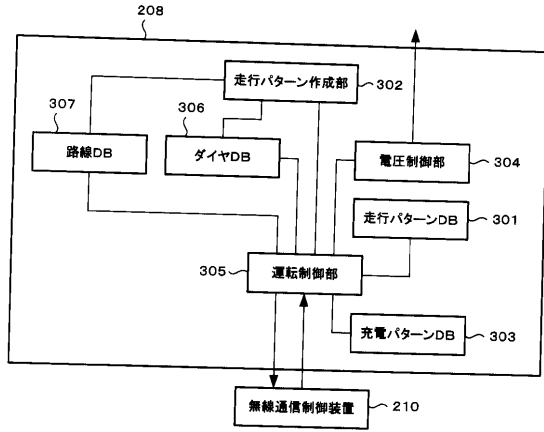 208
走行パターン作成部
302
307
306
路線DB
ダイヤDB
電圧制御部
304
走行パターンDB
301
305
運転制御部
充電パターンDB
303
無線通信制御装置
210